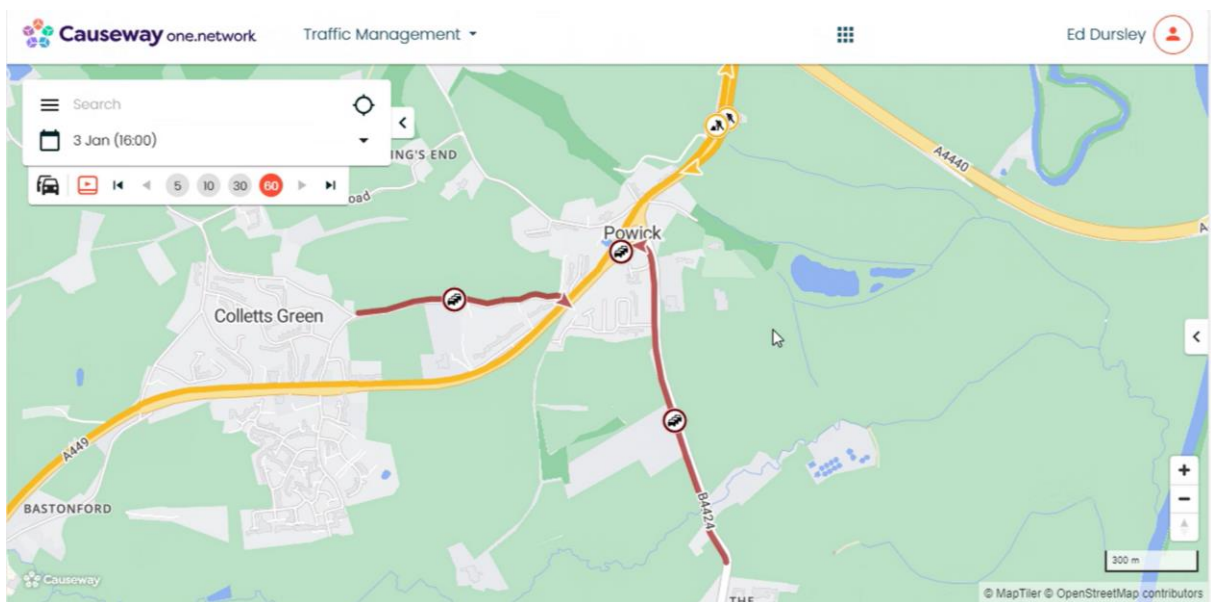 Causeway one.network
Traffic Management
Ed Dursley
Search
3 Jan (16:00)
5 10 30 60
ING'S END
oad
A4440
A
Powick
Colletts Green
A449
BASTONFORD
B4424
THE
300 m
Causeway
© MapTiler © OpenStreetMap contributors